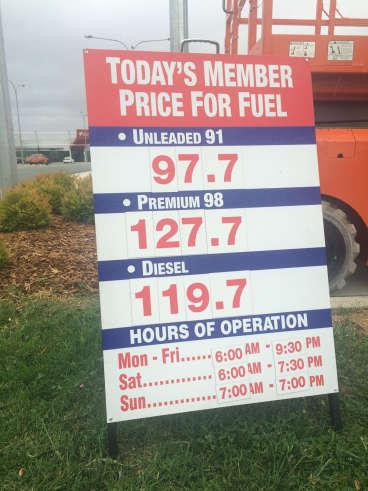 TODAY'S MEMBER
PRICE FOR FUEL
• UNLEADED 91
97.7
• PREMIUM 98
127.7
• DIESEL
119.7
HOURS OF OPERATION
Mon - Fri...... 6:00 AM - 9:30 PM
Sat............. 6:00 AM - 7:30 PM
Sun............ 7:00 AM - 7:00 PM